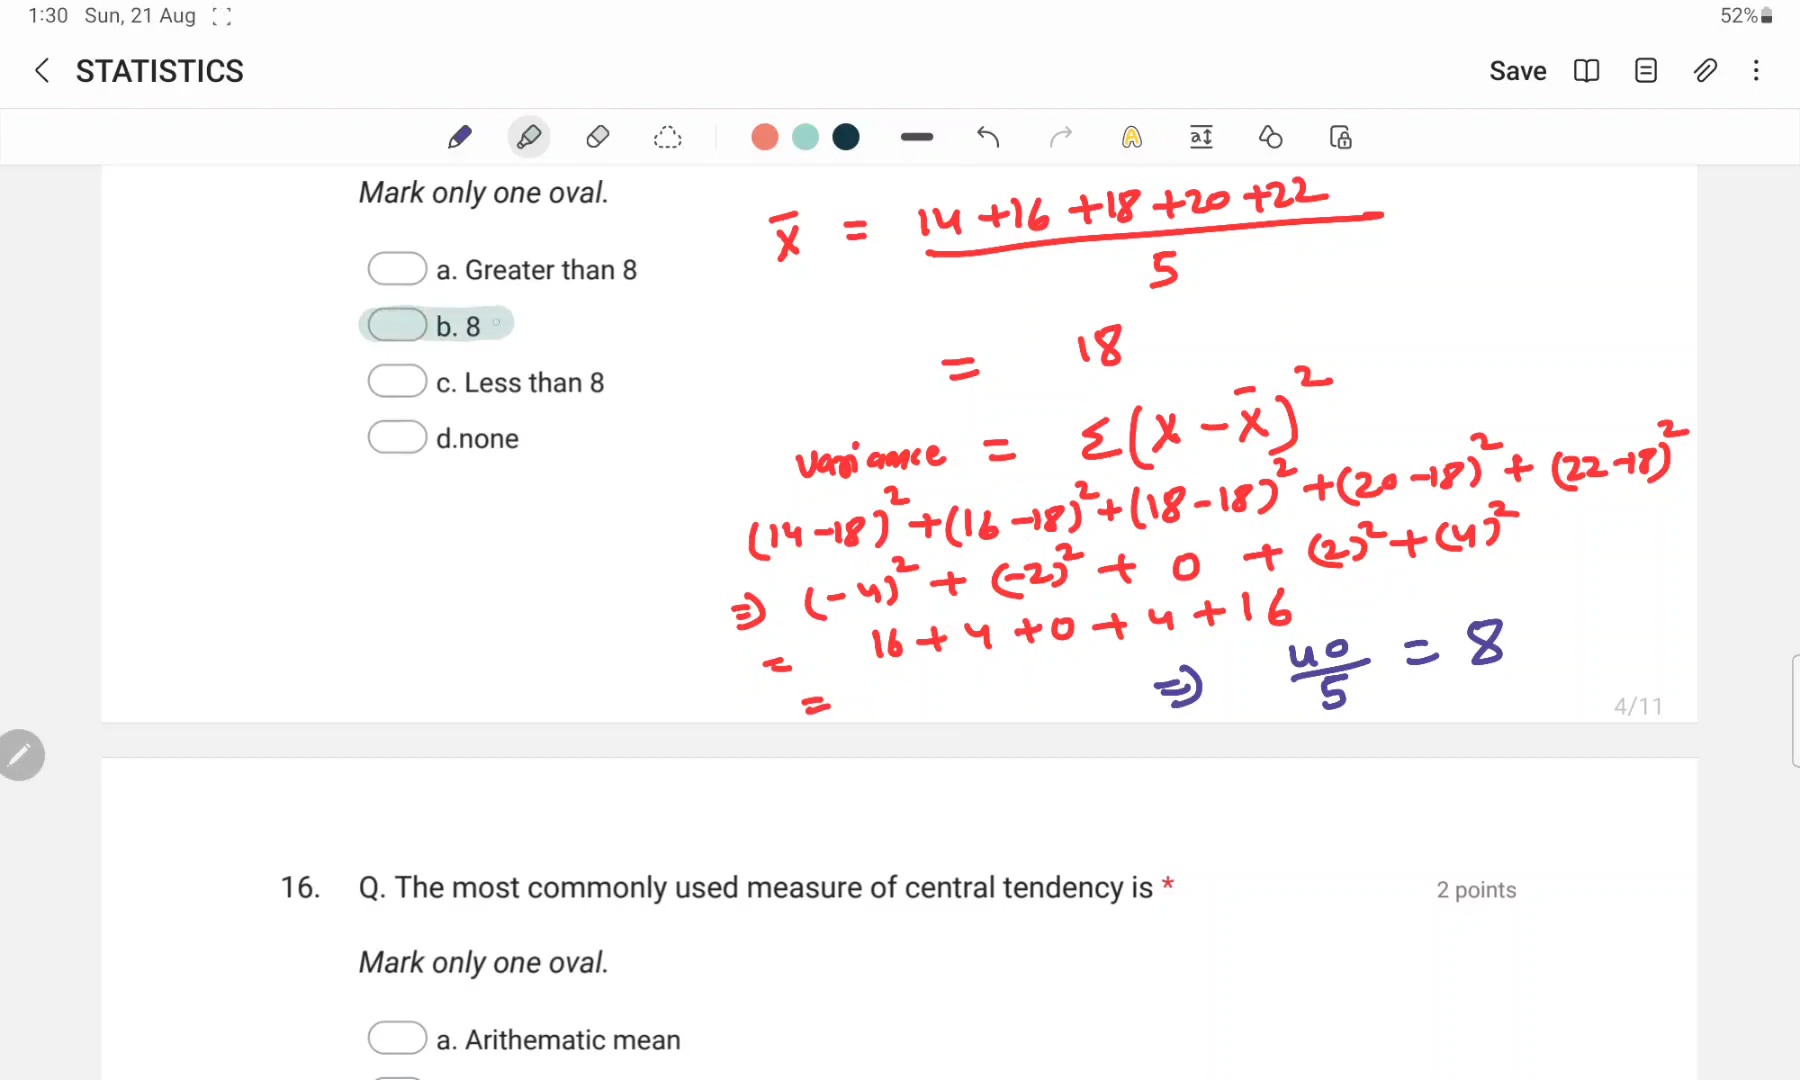 1:30 Sun, 21 Aug
52%
STATISTICS
Save
Mark only one oval.
a. Greater than 8
b. 8
c. Less than 8
d.none
x̄ = 14+16+18+20+22
5
= 18
variance = Σ(x-x̄)²
(14-18)²+(16-18)²+(18-18)²+(20-18)²+(22-18)²
⇒ (-4)²+(-2)²+0+(2)²+(4)²
= 16+4+0+4+16
= ⇒ 40/5 = 8
4/11
16. Q. The most commonly used measure of central tendency is * 2 points
Mark only one oval.
a. Arithematic mean